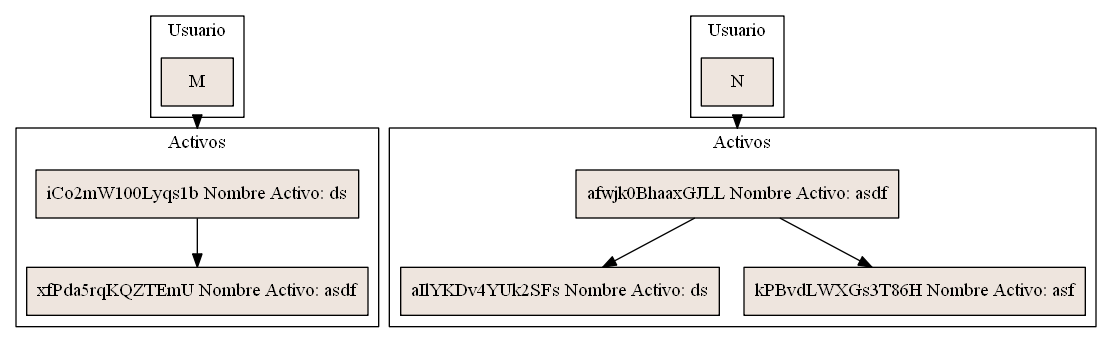 Usuario
M
Usuario
N
Activos
iCo2mW100Lyqs1b Nombre Activo: ds
xfPda5rqKQZTEmU Nombre Activo: asdf
Activos
afwjk0BhaaxGJLL Nombre Activo: asdf
aIlYKDv4YUk2SFs Nombre Activo: ds
kPBvdLWXGs3T86H Nombre Activo: asf